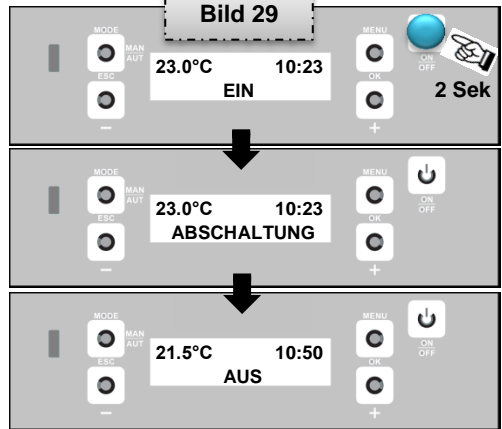 Bild 29
MODE
MAN
AUT
ESC
–
23.0°C 10:23
EIN
MENU
OK
+
ON
OFF
2 Sek
MODE
MAN
AUT
ESC
–
23.0°C 10:23
ABSCHALTUNG
MENU
OK
+
ON
OFF
MODE
MAN
AUT
ESC
–
21.5°C 10:50
AUS
MENU
OK
+
ON
OFF